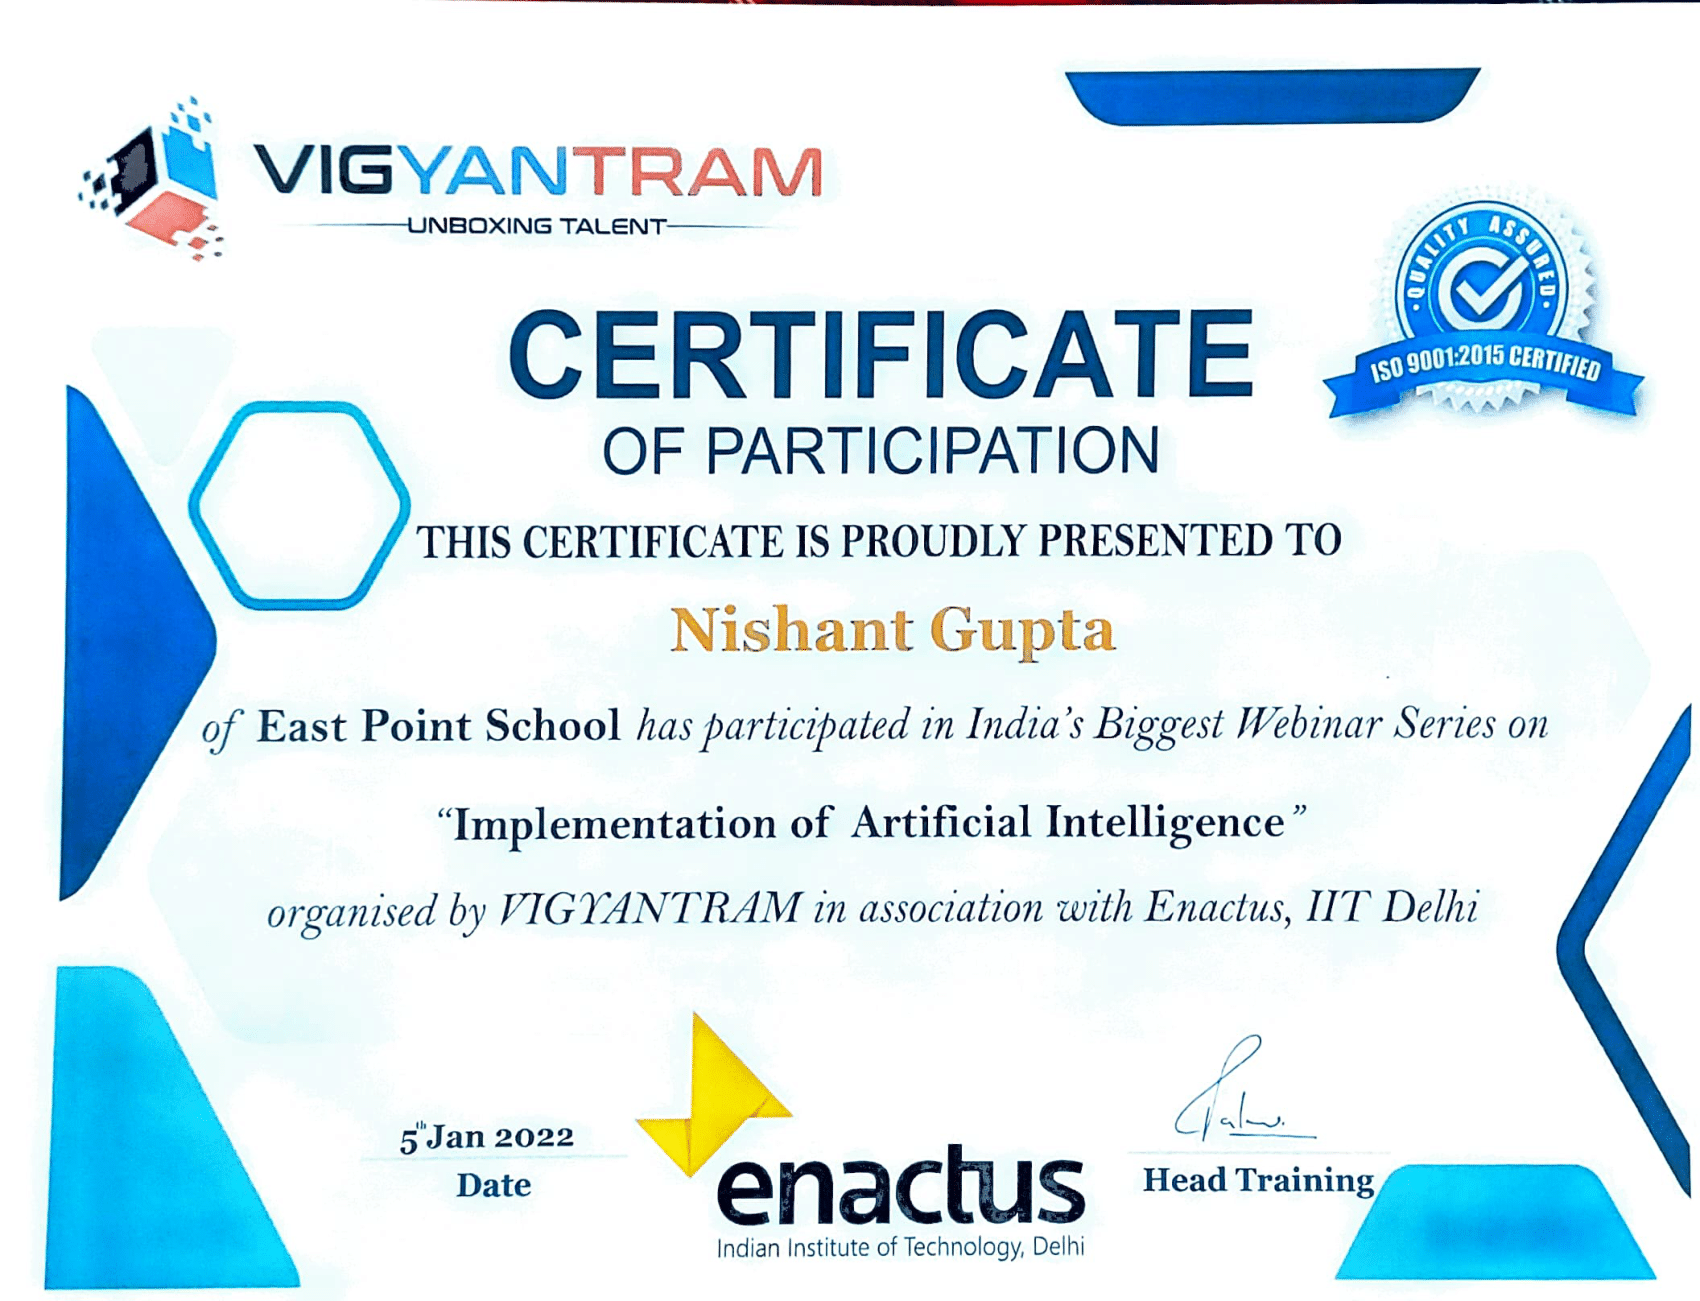 VIGYANTRAM
UNBOXING TALENT
QUALITY ASSURED
ISO 9001:2015 CERTIFIED
CERTIFICATE
OF PARTICIPATION
THIS CERTIFICATE IS PROUDLY PRESENTED TO
Nishant Gupta
of East Point School has participated in India's Biggest Webinar Series on
“Implementation of Artificial Intelligence”
organised by VIGYANTRAM in association with Enactus, IIT Delhi
5th Jan 2022
Date
enactus
Indian Institute of Technology, Delhi
Head Training